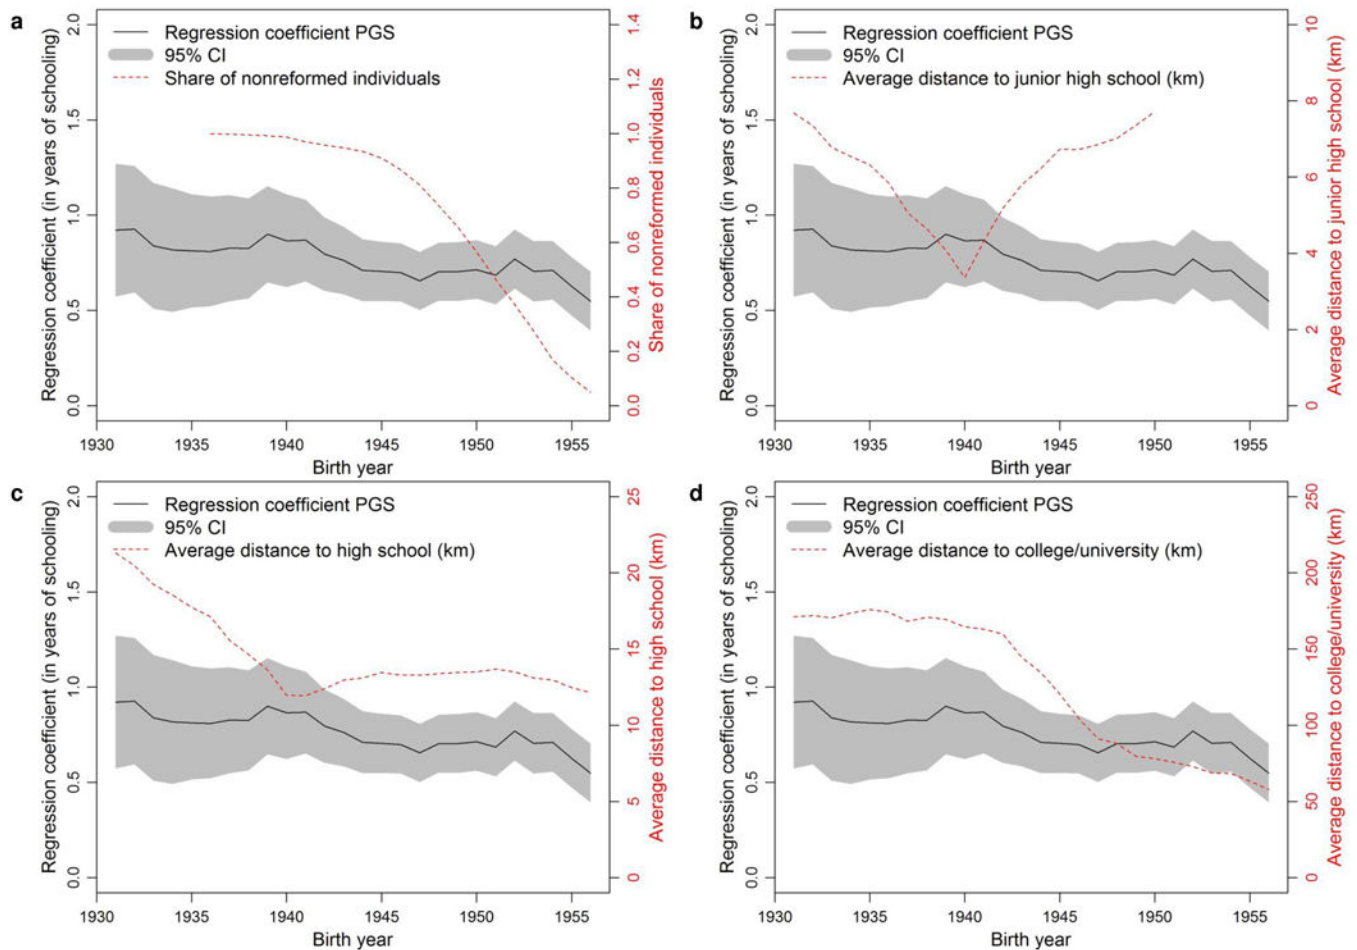 a
Regression coefficient (in years of schooling)
0.0 0.5 1.0 1.5 2.0
Regression coefficient PGS
95% CI
Share of nonreformed individuals
0.0 0.2 0.4 0.6 0.8 1.0 1.2 1.4
Share of nonreformed individuals
1930 1935 1940 1945 1950 1955
Birth year
b
Regression coefficient (in years of schooling)
0.0 0.5 1.0 1.5 2.0
Regression coefficient PGS
95% CI
Average distance to junior high school (km)
0 2 4 6 8 10
Average distance to junior high school (km)
1930 1935 1940 1945 1950 1955
Birth year
c
Regression coefficient (in years of schooling)
0.0 0.5 1.0 1.5 2.0
Regression coefficient PGS
95% CI
Average distance to high school (km)
0 5 10 15 20 25
Average distance to high school (km)
1930 1935 1940 1945 1950 1955
Birth year
d
Regression coefficient (in years of schooling)
0.0 0.5 1.0 1.5 2.0
Regression coefficient PGS
95% CI
Average distance to college/university (km)
0 50 100 150 200 250
Average distance to college/university (km)
1930 1935 1940 1945 1950 1955
Birth year